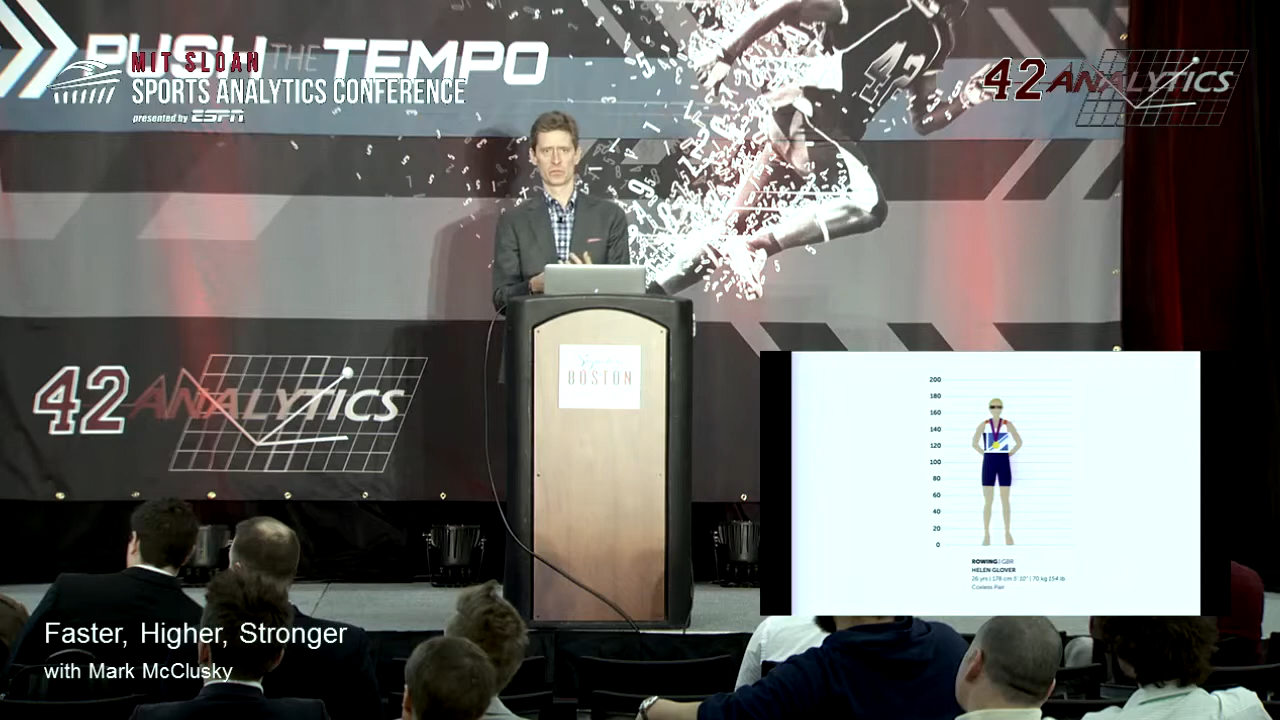 PUSH THE TEMPO
MIT SLOAN
SPORTS ANALYTICS CONFERENCE
presented by ESPN
42 ANALYTICS
42
42 ANALYTICS
BOSTON
200
180
160
140
120
100
80
60
40
20
0
ROWING | GBR
HELEN GLOVER
26 yrs | 178 cm 5' 10" | 70 kg 154 lb
Coxless Pair
Faster, Higher, Stronger
with Mark McClusky